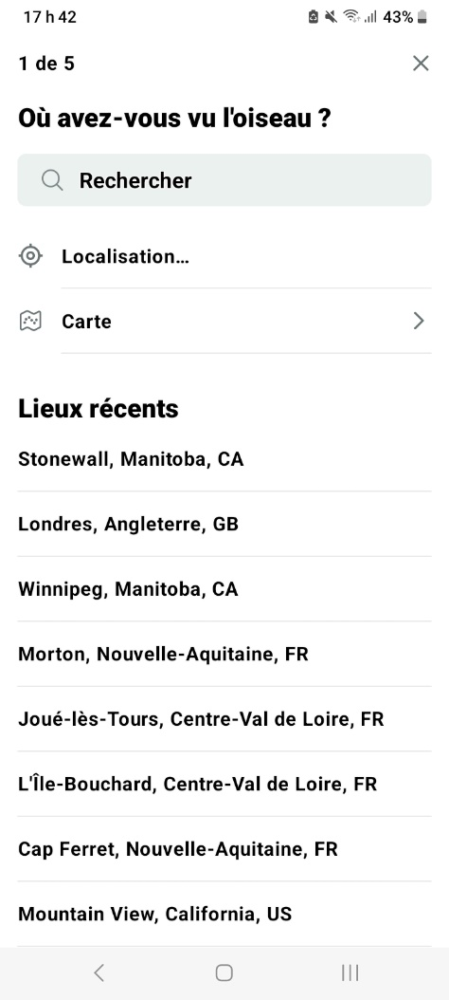 17 h 42
43%
1 de 5
Où avez-vous vu l'oiseau ?
Rechercher
Localisation…
Carte
Lieux récents
Stonewall, Manitoba, CA
Londres, Angleterre, GB
Winnipeg, Manitoba, CA
Morton, Nouvelle-Aquitaine, FR
Joué-lès-Tours, Centre-Val de Loire, FR
L'Île-Bouchard, Centre-Val de Loire, FR
Cap Ferret, Nouvelle-Aquitaine, FR
Mountain View, California, US